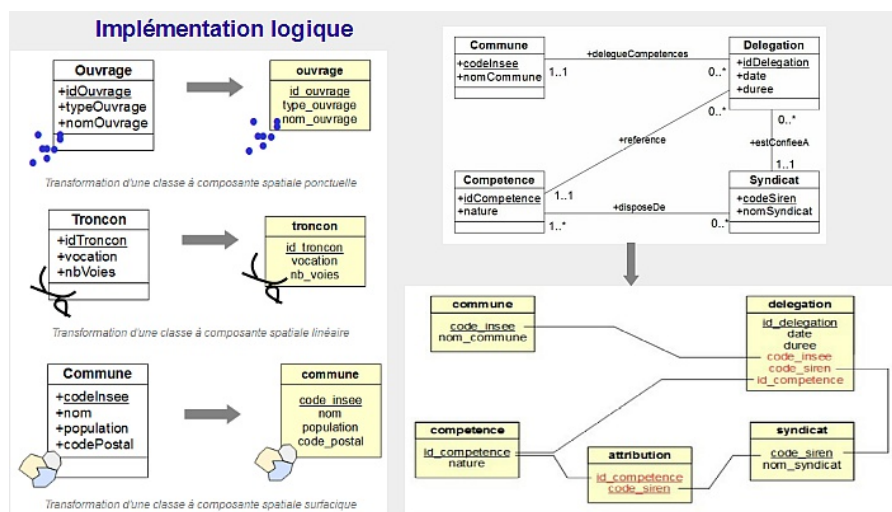 Implémentation logique
Ouvrage
+idOuvrage
+typeOuvrage
+nomOuvrage
ouvrage
id_ouvrage
type_ouvrage
nom_ouvrage
Transformation d'une classe à composante spatiale ponctuelle
Troncon
+idTroncon
+vocation
+nbVoies
troncon
id_troncon
vocation
nb_voies
Transformation d'une classe à composante spatiale linéaire
Commune
+codeInsee
+nom
+population
+codePostal
commune
code_insee
nom
population
code_postal
Transformation d'une classe à composante spatiale surfacique
Commune
+codeInsee
+nomCommune
+delegueCompetences
1..1
0..*
Delegation
+idDelegation
+date
+duree
0..*
0..*
+reference
+estConfieeA
1..1
1..1
Competence
+idCompetence
+nature
1..*
+disposeDe
0..*
Syndicat
+codeSiren
+nomSyndicat
commune
code_insee
nom_commune
delegation
id_delegation
date
duree
code_insee
code_siren
id_competence
competence
id_competence
nature
attribution
id_competence
code_siren
syndicat
code_siren
nom_syndicat